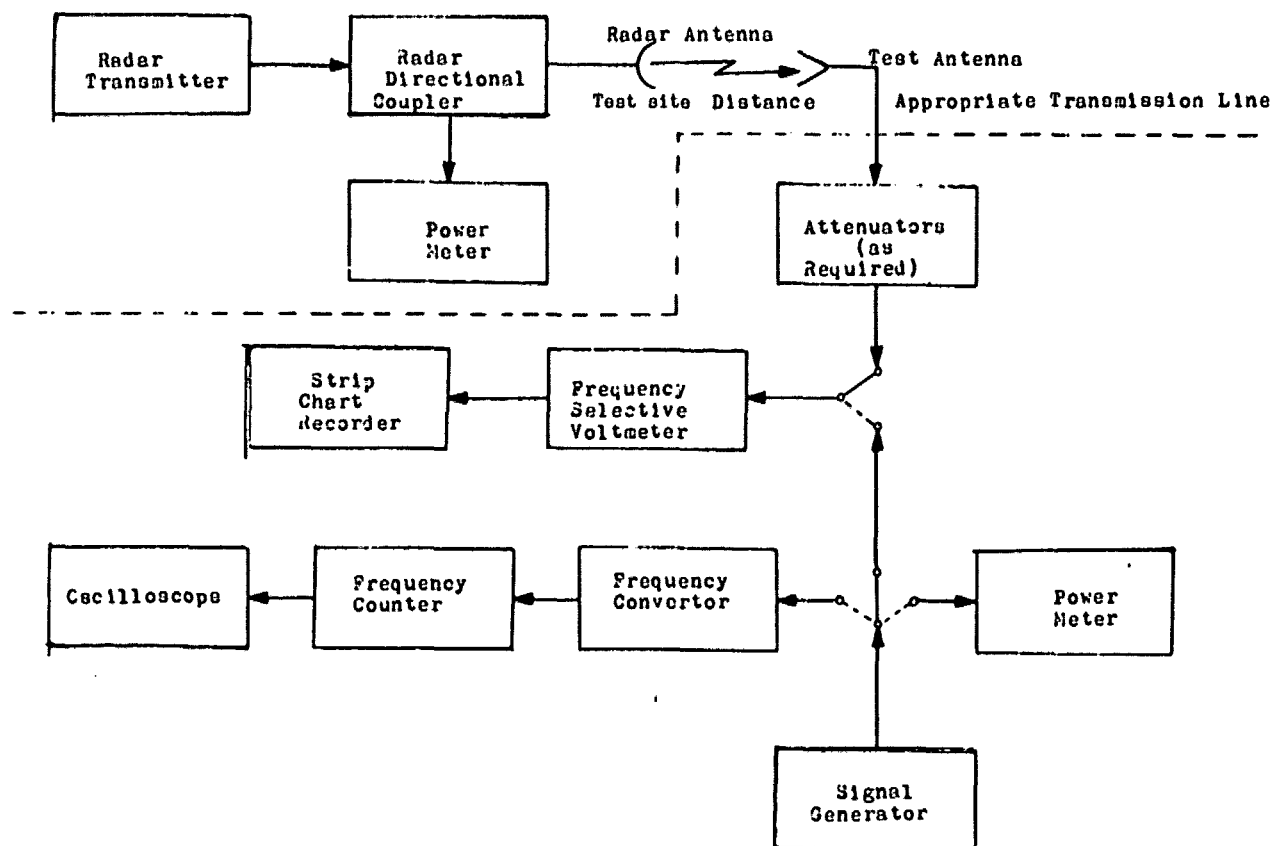 Radar
Transmitter
Radar
Directional
Coupler
Radar Antenna
Test Antenna
Test site Distance
Appropriate Transmission Line
Power
Meter
Attenuators
(as
Required)
Strip
Chart
Recorder
Frequency
Selective
Voltmeter
Oscilloscope
Frequency
Counter
Frequency
Convertor
Power
Meter
Signal
Generator